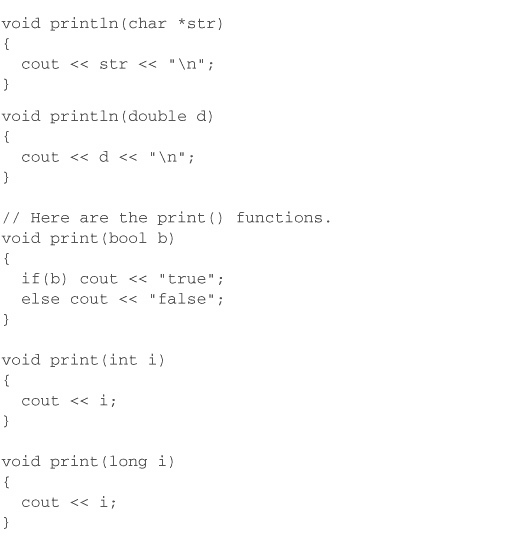 void println(char *str)
{
  cout << str << "\n";
}
void println(double d)
{
  cout << d << "\n";
}
// Here are the print() functions.
void print(bool b)
{
  if(b) cout << "true";
  else cout << "false";
}
void print(int i)
{
  cout << i;
}
void print(long i)
{
  cout << i;
}